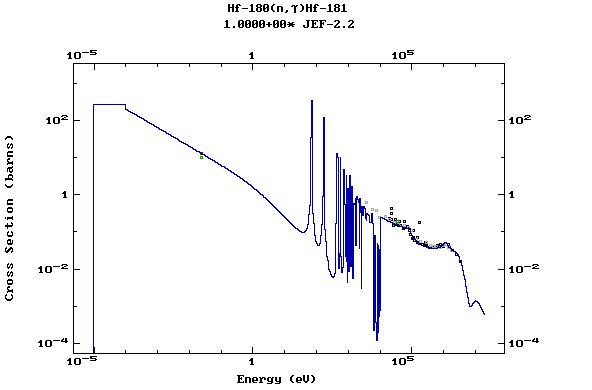 Hf-180(n,γ)Hf-181
1.0000+00* JEF-2.2
10⁻⁵ 1 10⁵
10² 10²
1 1
10⁻² 10⁻²
10⁻⁴ 10⁻⁴
10⁻⁵ 1 10⁵
Cross Section (barns)
Energy (eV)